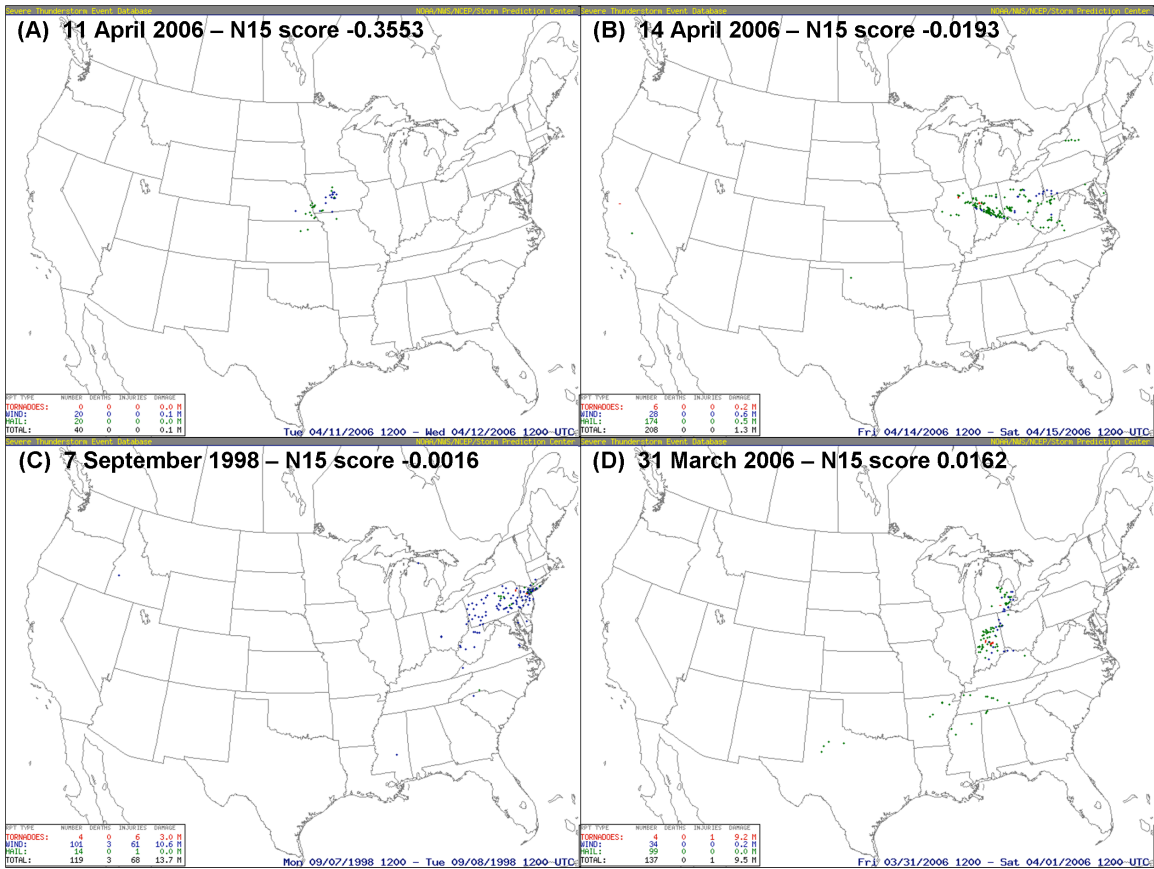 Severe Thunderstorm Event Database NOAA/NWS/NCEP/Storm Prediction Center
(A) 11 April 2006 – N15 score -0.3553
RPT TYPE NUMBER DEATHS INJURIES DAMAGE
TORNADOES: 0 0 0 0.0 M
WIND: 20 0 0 0.1 M
HAIL: 20 0 0 0.0 M
TOTAL: 40 0 0 0.1 M
Tue 04/11/2006 1200 – Wed 04/12/2006 1200 UTC
NOAA/NWS/NCEP/Storm Prediction Center
(B) 14 April 2006 – N15 score -0.0193
RPT TYPE NUMBER DEATHS INJURIES DAMAGE
TORNADOES: 6 0 0 0.2 M
WIND: 28 0 0 0.6 M
HAIL: 174 0 0 0.5 M
TOTAL: 208 0 0 1.3 M
Fri 04/14/2006 1200 – Sat 04/15/2006 1200 UTC
Severe Thunderstorm Event Database NOAA/NWS/NCEP/Storm Prediction Center
(C) 7 September 1998 – N15 score -0.0016
RPT TYPE NUMBER DEATHS INJURIES DAMAGE
TORNADOES: 4 0 6 3.0 M
WIND: 101 3 61 10.6 M
HAIL: 14 0 1 0.0 M
TOTAL: 119 3 68 13.7 M
Mon 09/07/1998 1200 – Tue 09/08/1998 1200 UTC
Severe Thunderstorm Event Database NOAA/NWS/NCEP/Storm Prediction Center
(D) 31 March 2006 – N15 score 0.0162
RPT TYPE NUMBER DEATHS INJURIES DAMAGE
TORNADOES: 4 0 1 9.2 M
WIND: 34 0 0 0.2 M
HAIL: 99 0 0 0.0 M
TOTAL: 137 0 1 9.5 M
Fri 03/31/2006 1200 – Sat 04/01/2006 1200 UTC